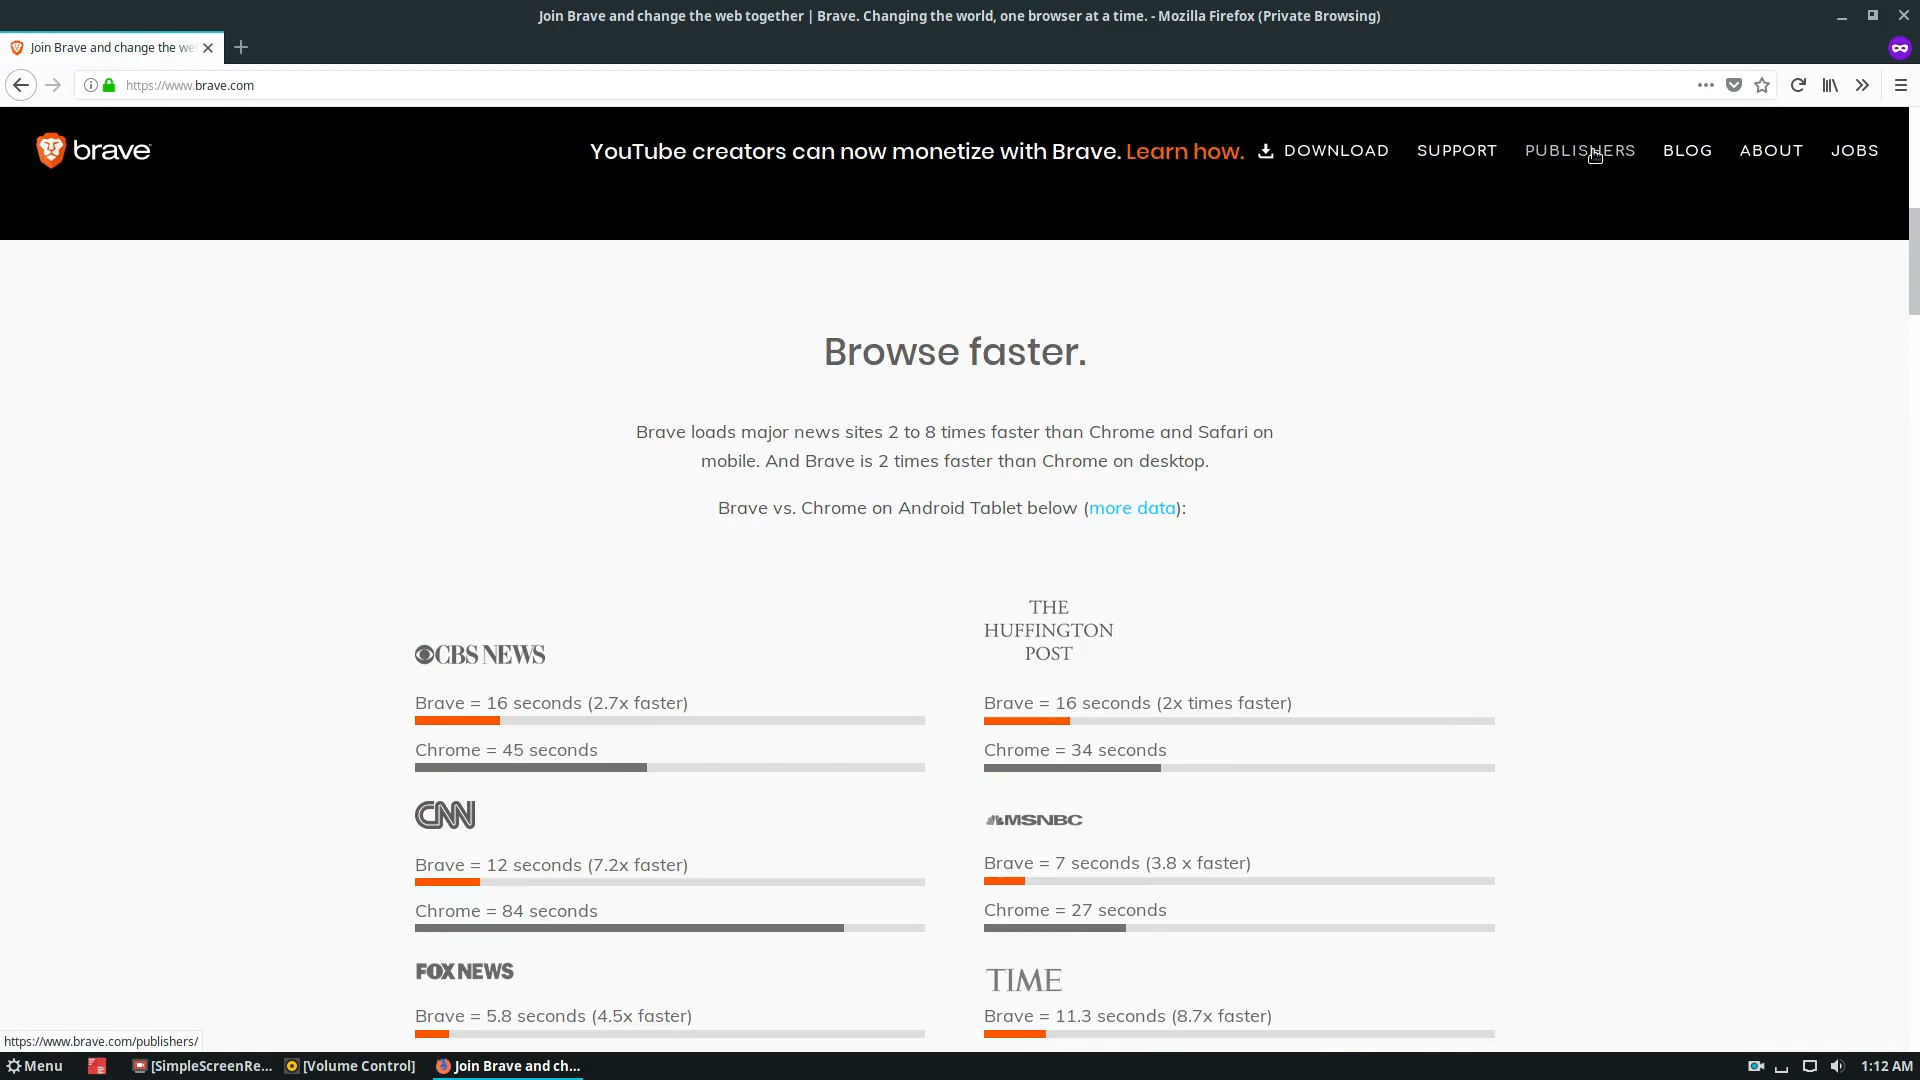 Join Brave and change the web together | Brave. Changing the world, one browser at a time. - Mozilla Firefox (Private Browsing)
Join Brave and change the we
https://www.brave.com
brave
YouTube creators can now monetize with Brave. Learn how.
DOWNLOAD
SUPPORT
PUBLISHERS
BLOG
ABOUT
JOBS
Browse faster.
Brave loads major news sites 2 to 8 times faster than Chrome and Safari on
mobile. And Brave is 2 times faster than Chrome on desktop.
Brave vs. Chrome on Android Tablet below (more data):
CBS NEWS
Brave = 16 seconds (2.7x faster)
Chrome = 45 seconds
THE
HUFFINGTON
POST
Brave = 16 seconds (2x times faster)
Chrome = 34 seconds
CNN
Brave = 12 seconds (7.2x faster)
Chrome = 84 seconds
MSNBC
Brave = 7 seconds (3.8 x faster)
Chrome = 27 seconds
FOX NEWS
Brave = 5.8 seconds (4.5x faster)
TIME
Brave = 11.3 seconds (8.7x faster)
https://www.brave.com/publishers/
Menu
[SimpleScreenRe...
[Volume Control]
Join Brave and ch...
1:12 AM